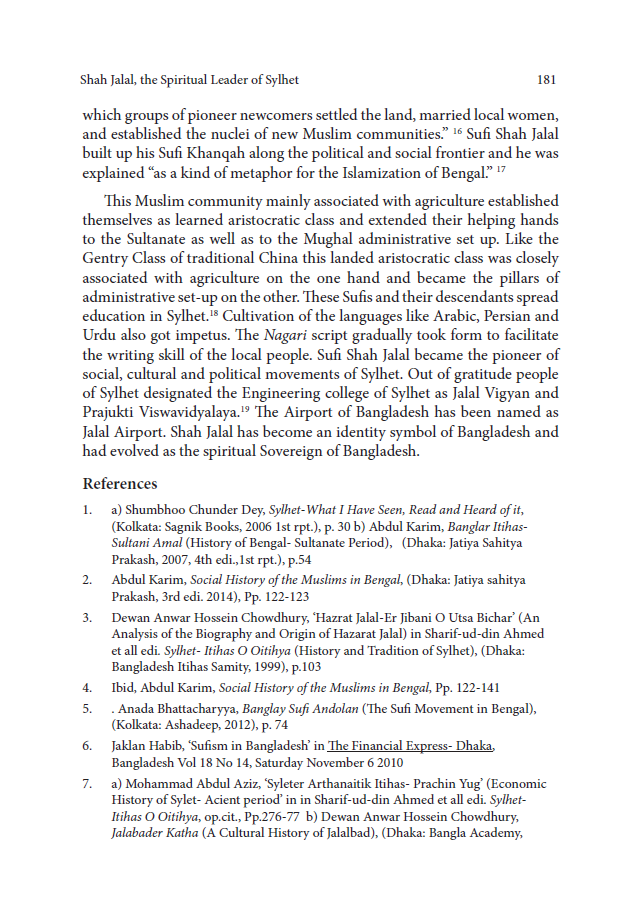 Shah Jalal, the Spiritual Leader of Sylhet 181
which groups of pioneer newcomers settled the land, married local women,
and established the nuclei of new Muslim communities.” 16 Sufi Shah Jalal
built up his Sufi Khanqah along the political and social frontier and he was
explained “as a kind of metaphor for the Islamization of Bengal.” 17
This Muslim community mainly associated with agriculture established
themselves as learned aristocratic class and extended their helping hands
to the Sultanate as well as to the Mughal administrative set up. Like the
Gentry Class of traditional China this landed aristocratic class was closely
associated with agriculture on the one hand and became the pillars of
administrative set-up on the other. These Sufis and their descendants spread
education in Sylhet.18 Cultivation of the languages like Arabic, Persian and
Urdu also got impetus. The Nagari script gradually took form to facilitate
the writing skill of the local people. Sufi Shah Jalal became the pioneer of
social, cultural and political movements of Sylhet. Out of gratitude people
of Sylhet designated the Engineering college of Sylhet as Jalal Vigyan and
Prajukti Viswavidyalaya.19 The Airport of Bangladesh has been named as
Jalal Airport. Shah Jalal has become an identity symbol of Bangladesh and
had evolved as the spiritual Sovereign of Bangladesh.
References
1. a) Shumbhoo Chunder Dey, Sylhet-What I Have Seen, Read and Heard of it,
(Kolkata: Sagnik Books, 2006 1st rpt.), p. 30 b) Abdul Karim, Banglar Itihas-
Sultani Amal (History of Bengal- Sultanate Period), (Dhaka: Jatiya Sahitya
Prakash, 2007, 4th edi.,1st rpt.), p.54
2. Abdul Karim, Social History of the Muslims in Bengal, (Dhaka: Jatiya sahitya
Prakash, 3rd edi. 2014), Pp. 122-123
3. Dewan Anwar Hossein Chowdhury, ‘Hazrat Jalal-Er Jibani O Utsa Bichar’ (An
Analysis of the Biography and Origin of Hazarat Jalal) in Sharif-ud-din Ahmed
et all edi. Sylhet- Itihas O Oitihya (History and Tradition of Sylhet), (Dhaka:
Bangladesh Itihas Samity, 1999), p.103
4. Ibid, Abdul Karim, Social History of the Muslims in Bengal, Pp. 122-141
5. . Anada Bhattacharyya, Banglay Sufi Andolan (The Sufi Movement in Bengal),
(Kolkata: Ashadeep, 2012), p. 74
6. Jaklan Habib, ‘Sufism in Bangladesh’ in The Financial Express- Dhaka,
Bangladesh Vol 18 No 14, Saturday November 6 2010
7. a) Mohammad Abdul Aziz, ‘Syleter Arthanaitik Itihas- Prachin Yug’ (Economic
History of Sylet- Acient period’ in in Sharif-ud-din Ahmed et all edi. Sylhet-
Itihas O Oitihya, op.cit., Pp.276-77 b) Dewan Anwar Hossein Chowdhury,
Jalabader Katha (A Cultural History of Jalalbad), (Dhaka: Bangla Academy,